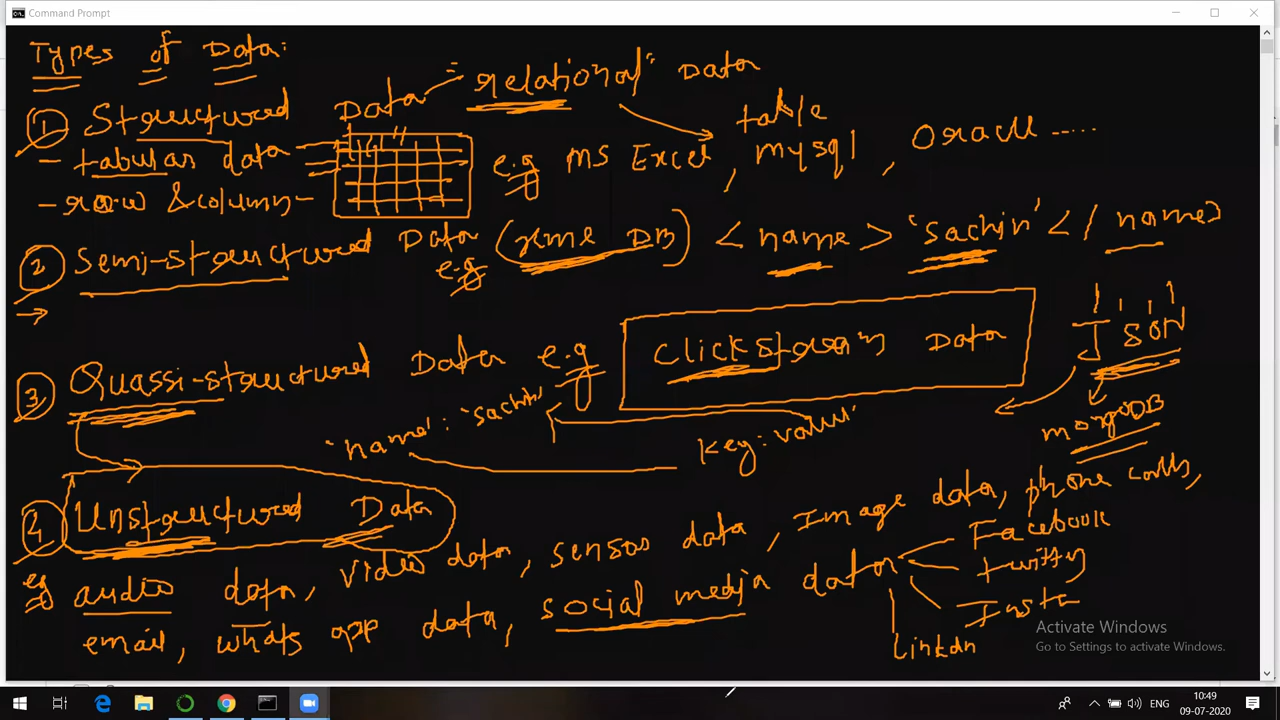 Command Prompt
Types of Data:
① Structured Data = "relational" Data
- tabular data
- row & column -
e.g MS Excel, mysql, Oracle .....
table
② Semi-structured Data (xml DB) <name> 'sachin' </name>
e.g
→
③ Quassi-structured Data e.g Clickstream Data
JSON
mongoDB
'name' : 'sachin'
Key : value'
④ Unstructured Data
eg audio data, video data, sensor data, Image data, phone calls,
email, whats app data, social media data
Facebook
twitty
Insta
Linkdn
Activate Windows
Go to Settings to activate Windows.
ENG
10:49
09-07-2020